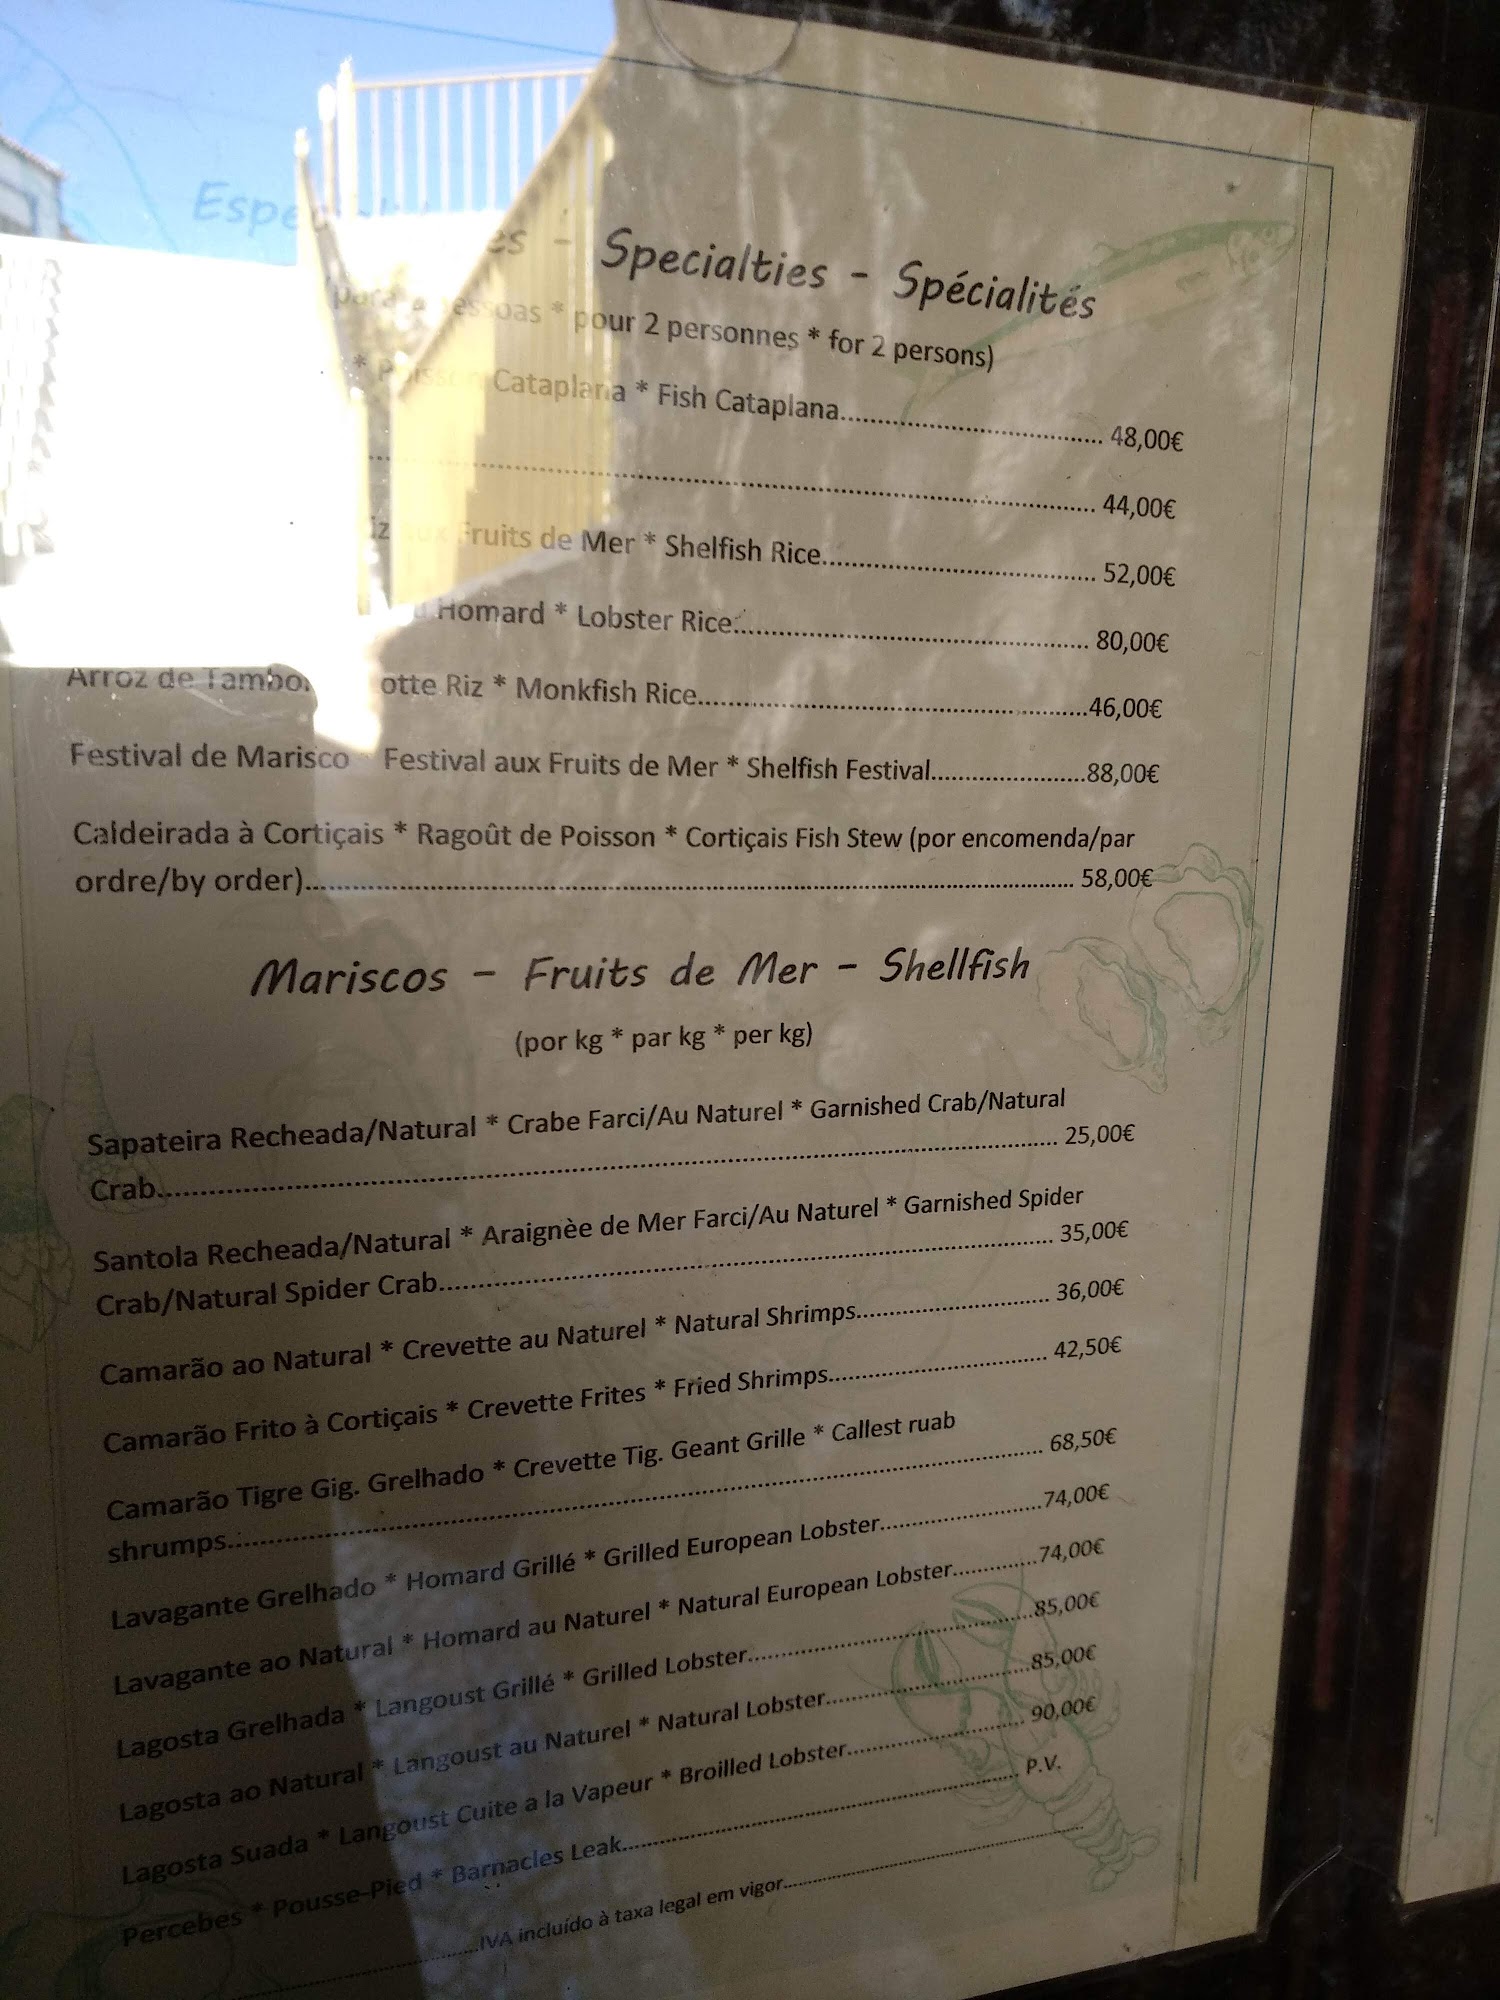 - Specialties - Spécialités
pour 2 personnes * for 2 persons)
Cataplana * Fish Cataplana.......... 48,00€
.......... 44,00€
Fruits de Mer * Shelfish Rice.......... 52,00€
Homard * Lobster Rice.......... 80,00€
Arroz de Riz * Monkfish Rice..........46,00€
Festival de Marisco Festival aux Fruits de Mer * Shelfish Festival..........88,00€
Caldeirada à Cortiçais * Ragoût de Poisson * Cortiçais Fish Stew (por encomenda/par
ordre/by order).......... 58,00€
Mariscos - Fruits de Mer - Shellfish
(por kg * par kg * per kg)
Sapateira Recheada/Natural * Crabe Farci/Au Naturel * Garnished Crab/Natural
Crab.......... 25,00€
Santola Recheada/Natural * Araignèe de Mer Farci/Au Naturel * Garnished Spider
Crab/Natural Spider Crab.......... 35,00€
Camarão ao Natural * Crevette au Naturel * Natural Shrimps.......... 36,00€
Camarão Frito à Cortiçais * Crevette Frites * Fried Shrimps.......... 42,50€
Camarão Tigre Gig. Grelhado * Crevette Tig. Geant Grille * Callest ruab
shrumps.......... 68,50€
Lavagante Grelhado * Homard Grillé * Grilled European Lobster..........74,00€
Lavagante ao Natural * Homard au Naturel * Natural European Lobster..........74,00€
Lagosta Grelhada * Langoust Grillé * Grilled Lobster..........85,00€
Lagosta ao Natural * Langoust au Naturel * Natural Lobster..........85,00€
Lagosta Suada * Langoust Cuite a la Vapeur * Broilled Lobster.......... 90,00€
Percebes * Pousse-Pied * Barnacles Leak.......... P.V.
..........IVA incluído à taxa legal em vigor..........